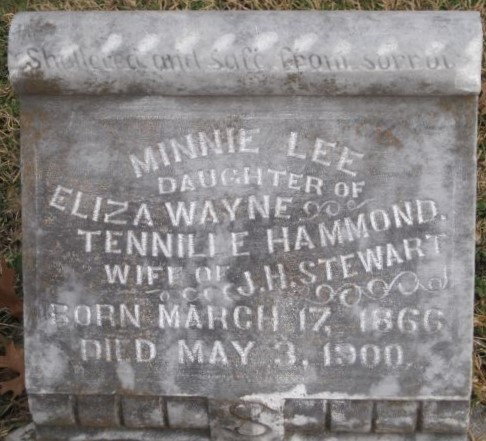 Sheltered and safe from sorrow
MINNIE LEE
DAUGHTER OF
ELIZA WAYNE
TENNILLE HAMMOND.
WIFE OF J.H. STEWART
BORN MARCH 17, 1866
DIED MAY 3, 1900.
S